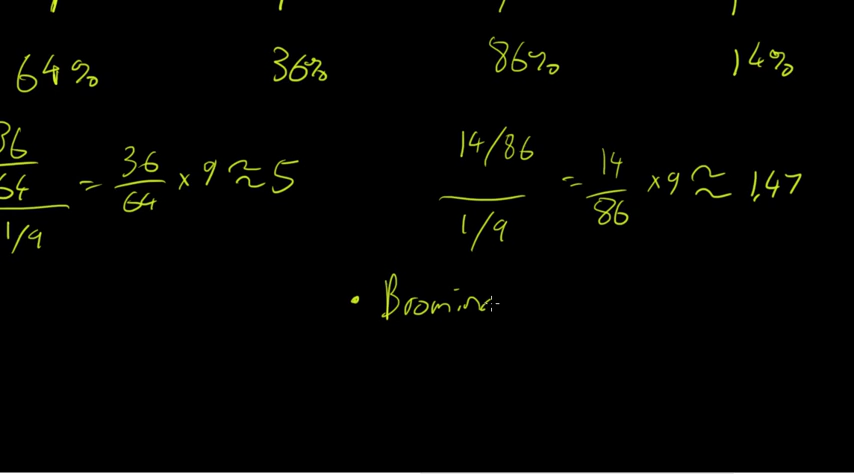 64% 36% 86% 14%
36/64 / 1/9 = 36/64 × 9 ≈ 5
14/86 / 1/9 = 14/86 × 9 ≈ 1,47
• Bromin